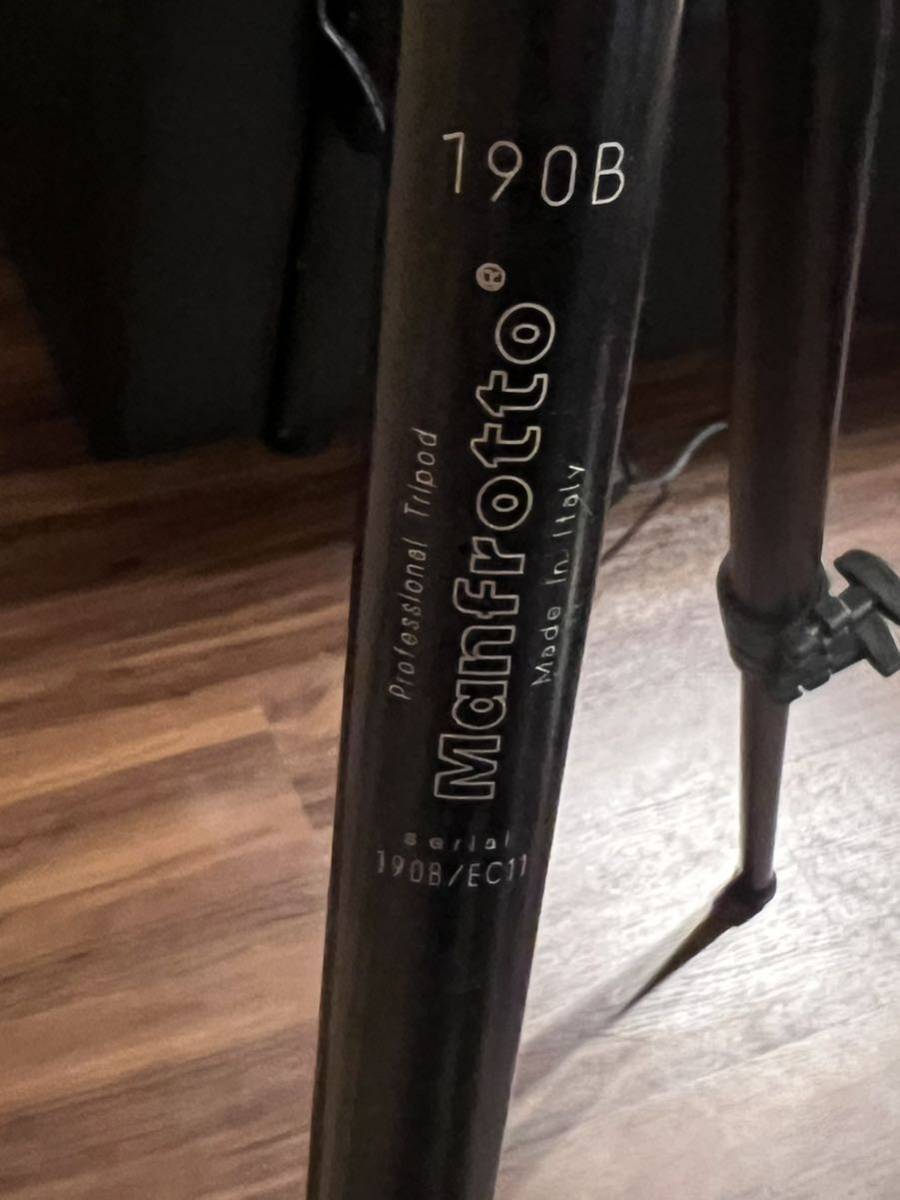 190B
Manfrotto®
Professional Tripod
Made In Italy
serial
190B/EC11